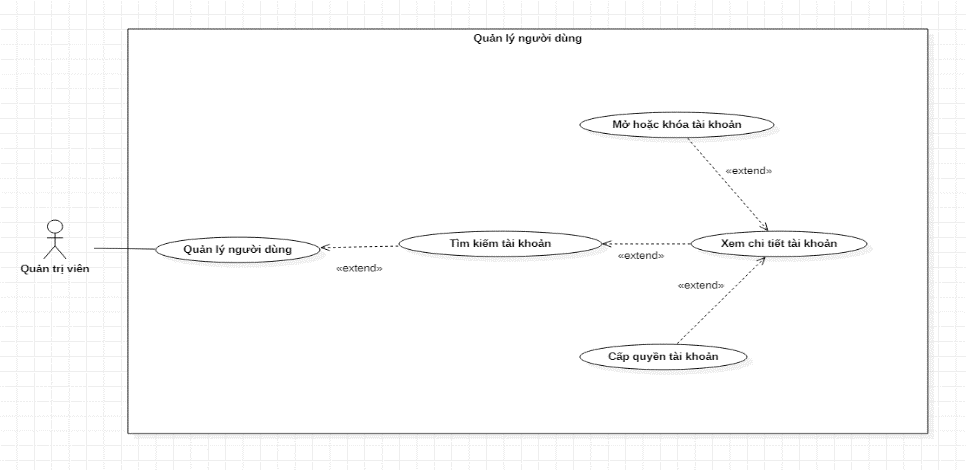 Quản lý người dùng
Mở hoặc khóa tài khoản
«extend»
Quản trị viên
Quản lý người dùng
«extend»
Tìm kiếm tài khoản
«extend»
Xem chi tiết tài khoản
«extend»
Cấp quyền tài khoản